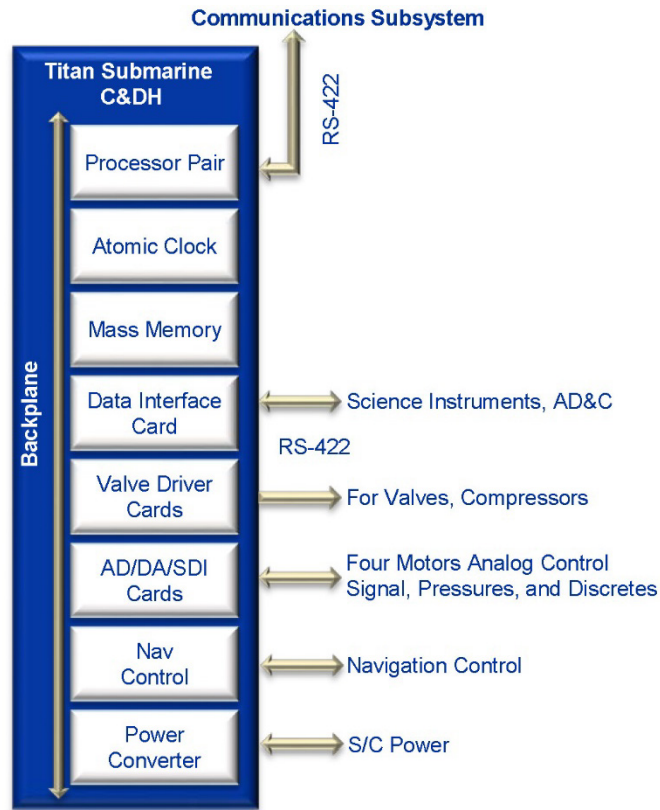 Communications Subsystem
Titan Submarine
C&DH
RS-422
Processor Pair
Atomic Clock
Mass Memory
Backplane
Data Interface
Card
Science Instruments, AD&C
RS-422
Valve Driver
Cards
For Valves, Compressors
AD/DA/SDI
Cards
Four Motors Analog Control
Signal, Pressures, and Discretes
Nav
Control
Navigation Control
Power
Converter
S/C Power